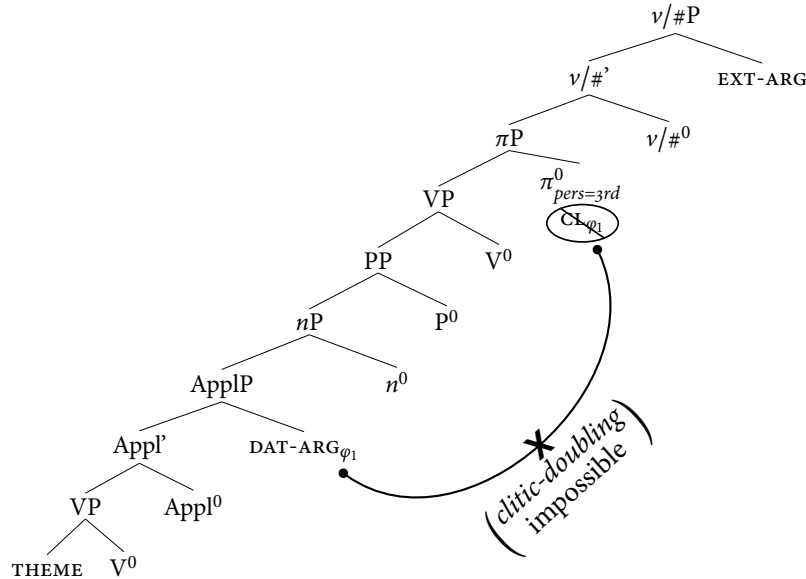 v/#P
v/#’ EXT-ARG
πP v/#⁰
VP π⁰pers=3rd
CLφ₁
PP V⁰
nP P⁰
ApplP n⁰
Appl’ DAT-ARGφ₁
VP Appl⁰
THEME V⁰
(clitic-doubling
impossible)